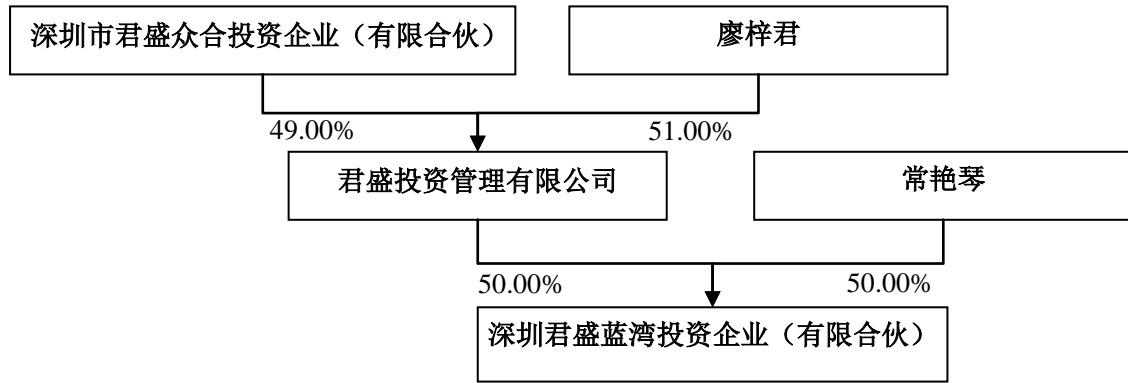 深圳市君盛众合投资企业（有限合伙）
廖梓君
49.00%
51.00%
君盛投资管理有限公司
常艳琴
50.00%
50.00%
深圳君盛蓝湾投资企业（有限合伙）